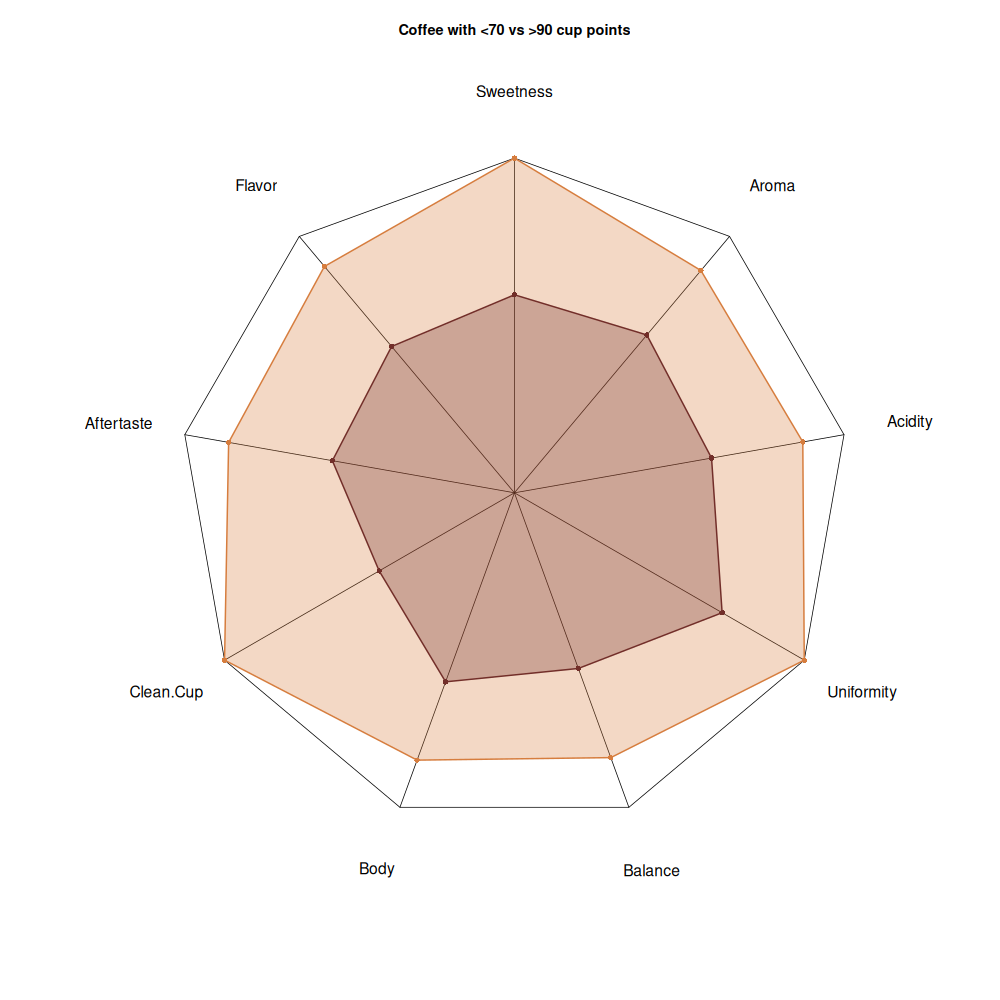 Coffee with <70 vs >90 cup points
Sweetness
Flavor
Aroma
Aftertaste
Acidity
Clean.Cup
Uniformity
Body
Balance